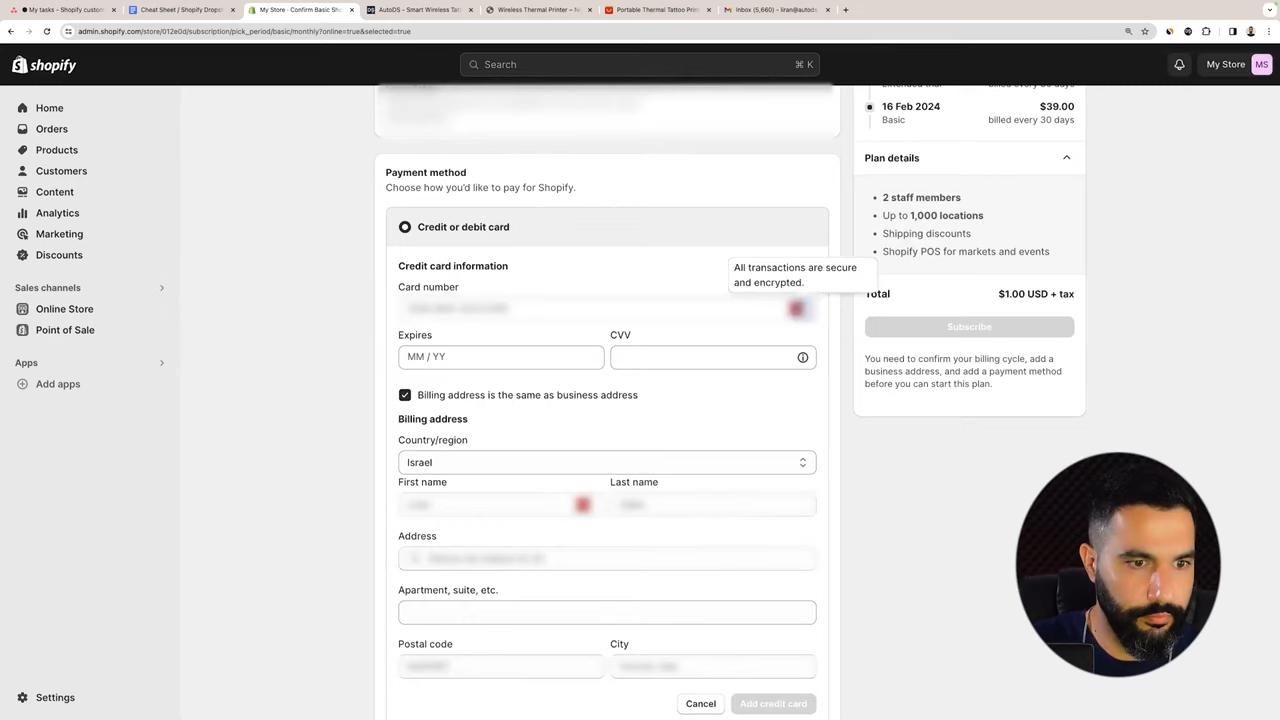 My tasks - Shopify custom
Cheat Sheet / Shopify Dropsh
My Store · Confirm Basic Sho
AutoDS - Smart Wireless Tat
Wireless Thermal Printer – Ne
Portable Thermal Tattoo Print
Inbox (5,660) - liran@autods
admin.shopify.com/store/012e0d/subscription/pick_period/basic/monthly?online=true&selected=true
shopify
Search
⌘ K
My Store
MS
Home
Orders
Products
Customers
Content
Analytics
Marketing
Discounts
Sales channels
Online Store
Point of Sale
Apps
Add apps
Settings
Payment method
Choose how you'd like to pay for Shopify.
Credit or debit card
Credit card information
All transactions are secure
and encrypted.
Card number
Expires
CVV
MM / YY
Billing address is the same as business address
Billing address
Country/region
Israel
First name
Last name
Address
Apartment, suite, etc.
Postal code
City
Cancel
Add credit card
Extended trial
billed every 30 days
16 Feb 2024
$39.00
Basic
billed every 30 days
Plan details
2 staff members
Up to 1,000 locations
Shipping discounts
Shopify POS for markets and events
Total
$1.00 USD + tax
Subscribe
You need to confirm your billing cycle, add a
business address, and add a payment method
before you can start this plan.